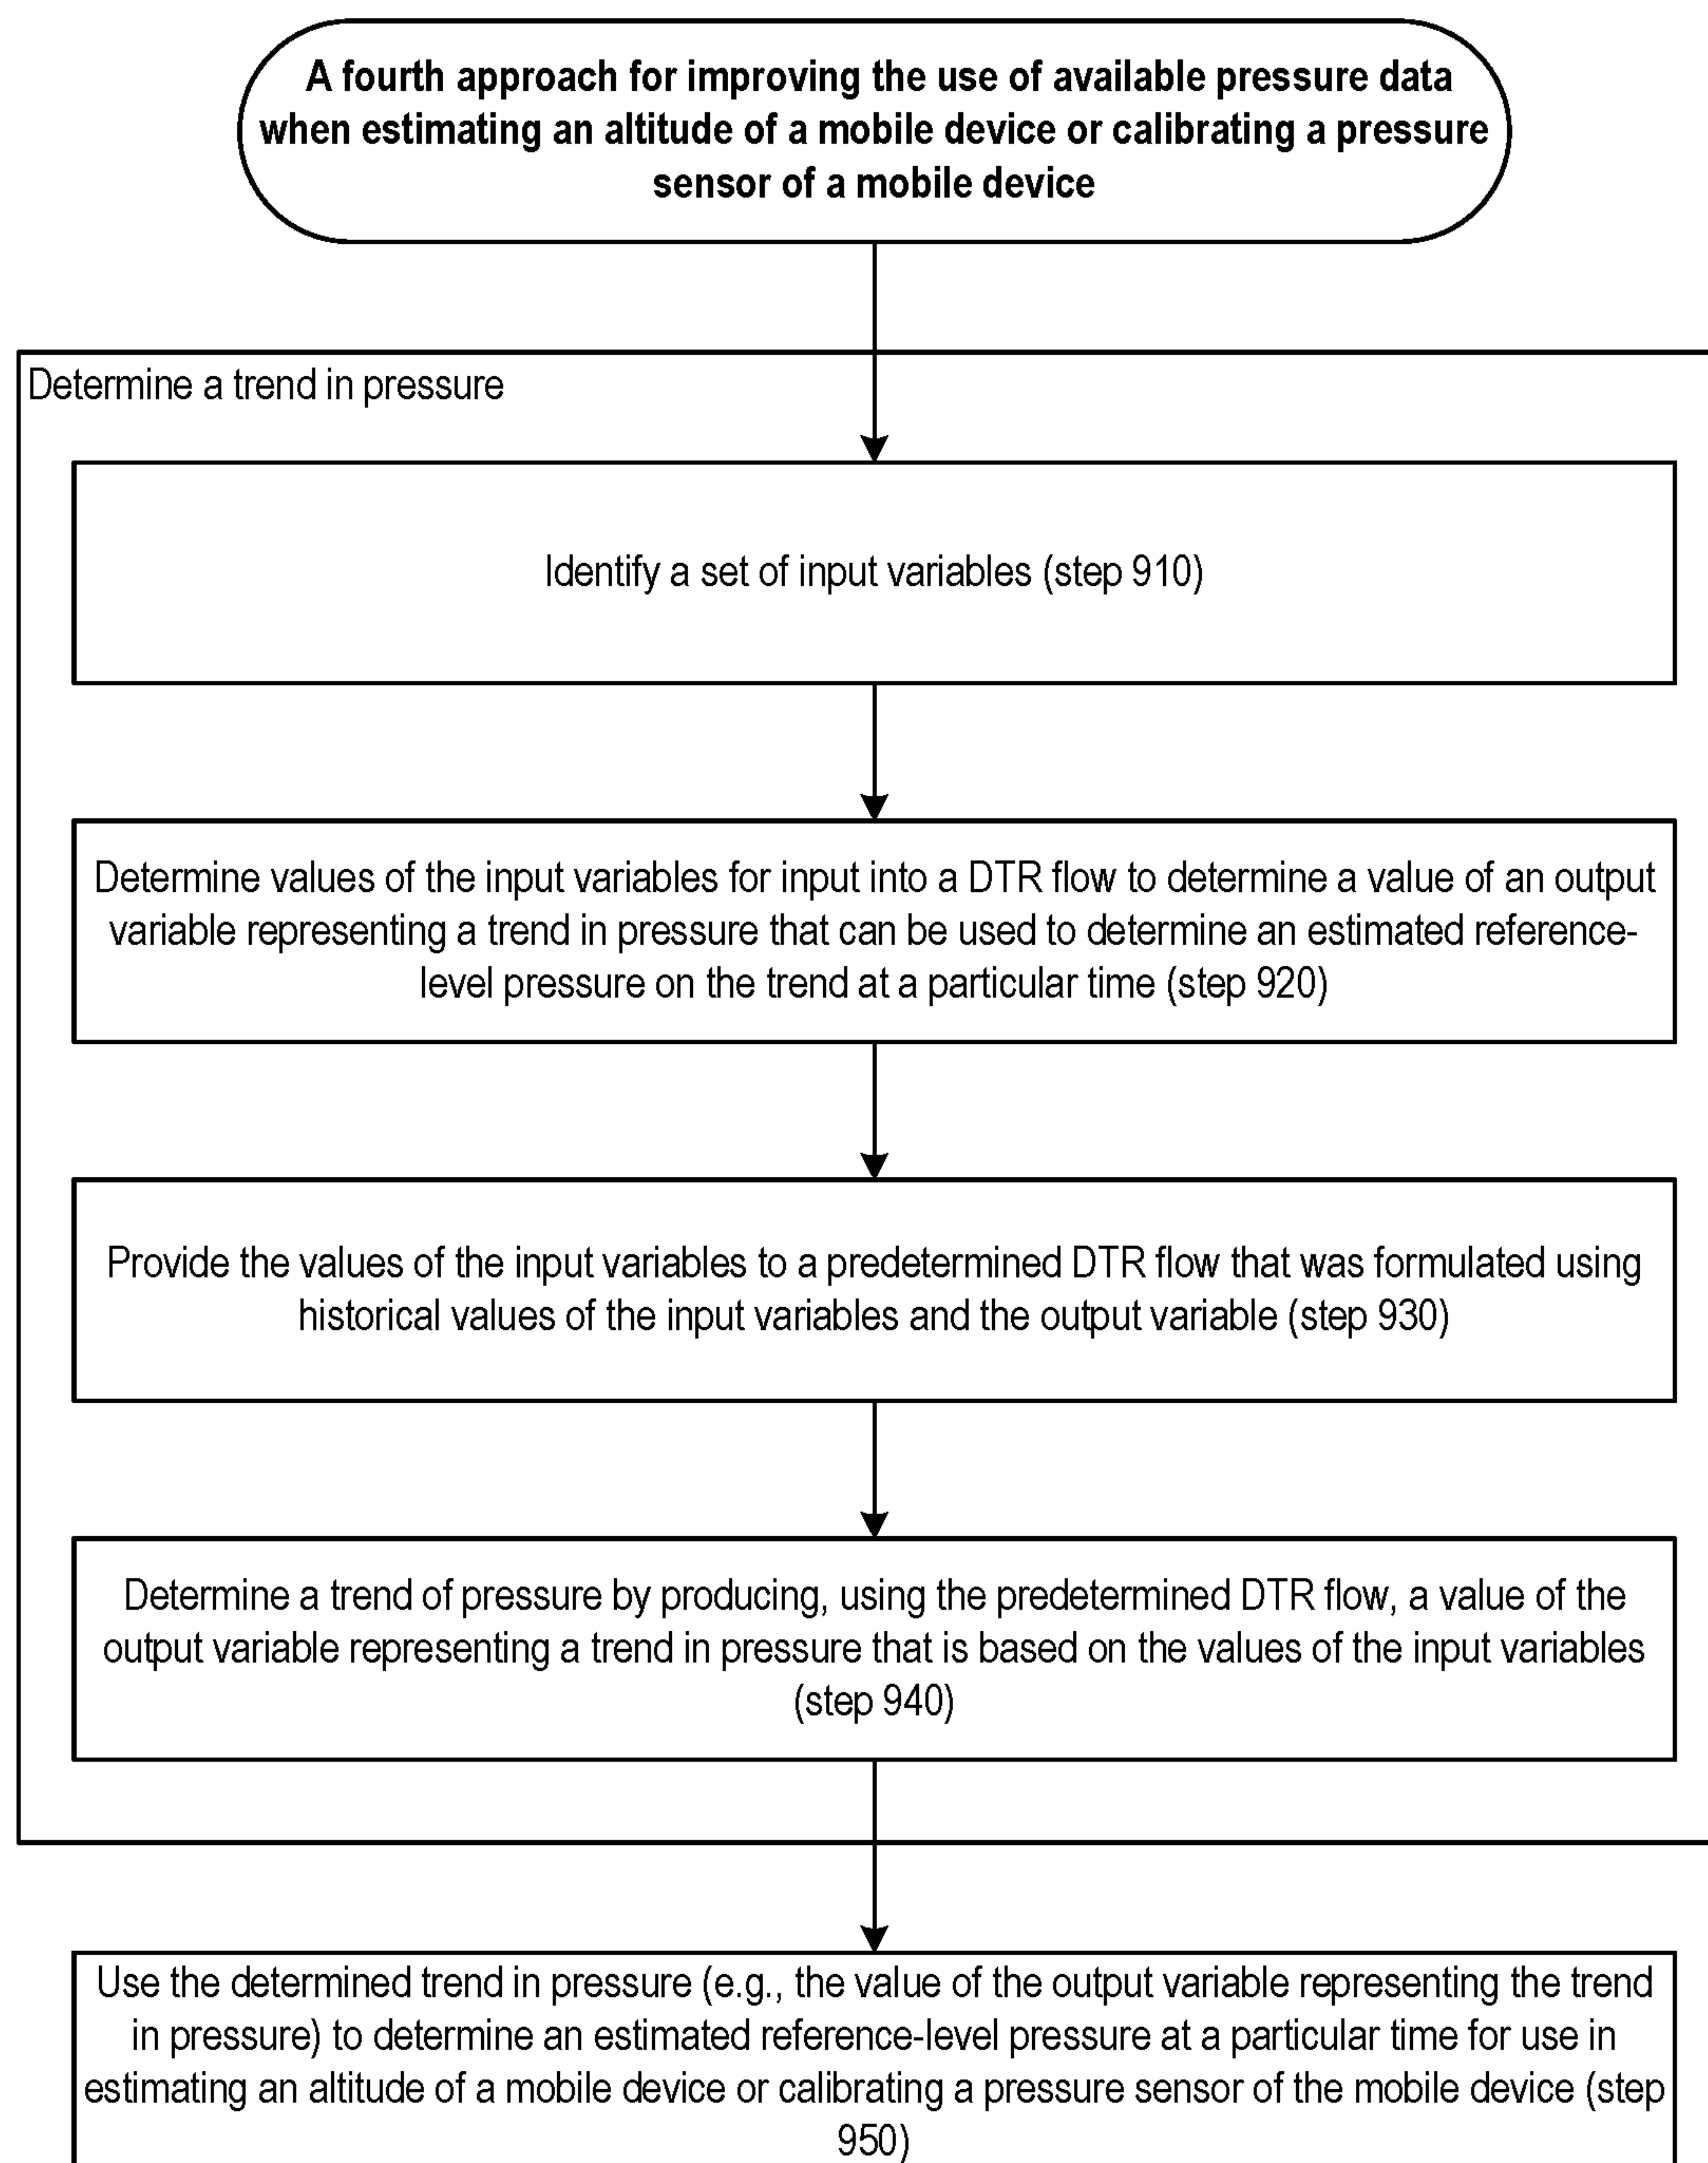 A fourth approach for improving the use of available pressure data
when estimating an altitude of a mobile device or calibrating a pressure
sensor of a mobile device
Determine a trend in pressure
Identify a set of input variables (step 910)
Determine values of the input variables for input into a DTR flow to determine a value of an output
variable representing a trend in pressure that can be used to determine an estimated reference-
level pressure on the trend at a particular time (step 920)
Provide the values of the input variables to a predetermined DTR flow that was formulated using
historical values of the input variables and the output variable (step 930)
Determine a trend of pressure by producing, using the predetermined DTR flow, a value of the
output variable representing a trend in pressure that is based on the values of the input variables
(step 940)
Use the determined trend in pressure (e.g., the value of the output variable representing the trend
in pressure) to determine an estimated reference-level pressure at a particular time for use in
estimating an altitude of a mobile device or calibrating a pressure sensor of the mobile device (step
950)